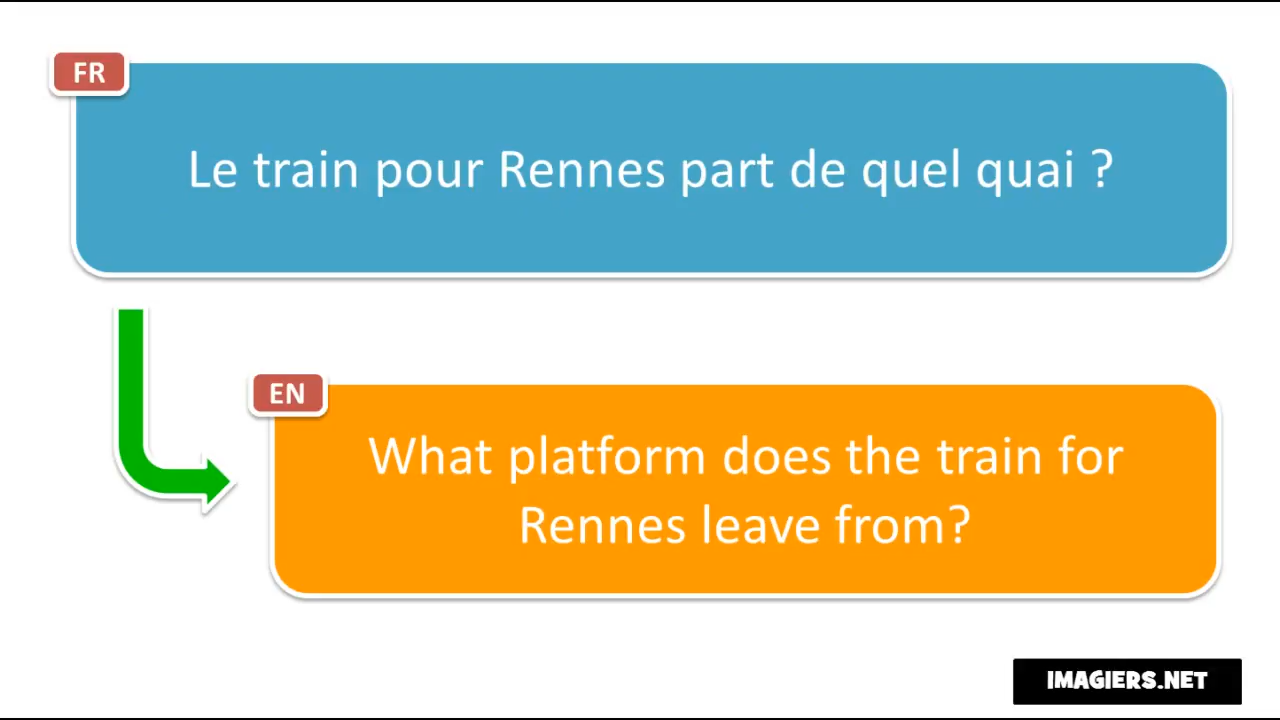 FR
Le train pour Rennes part de quel quai ?
EN
What platform does the train for
Rennes leave from?
IMAGIERS.NET